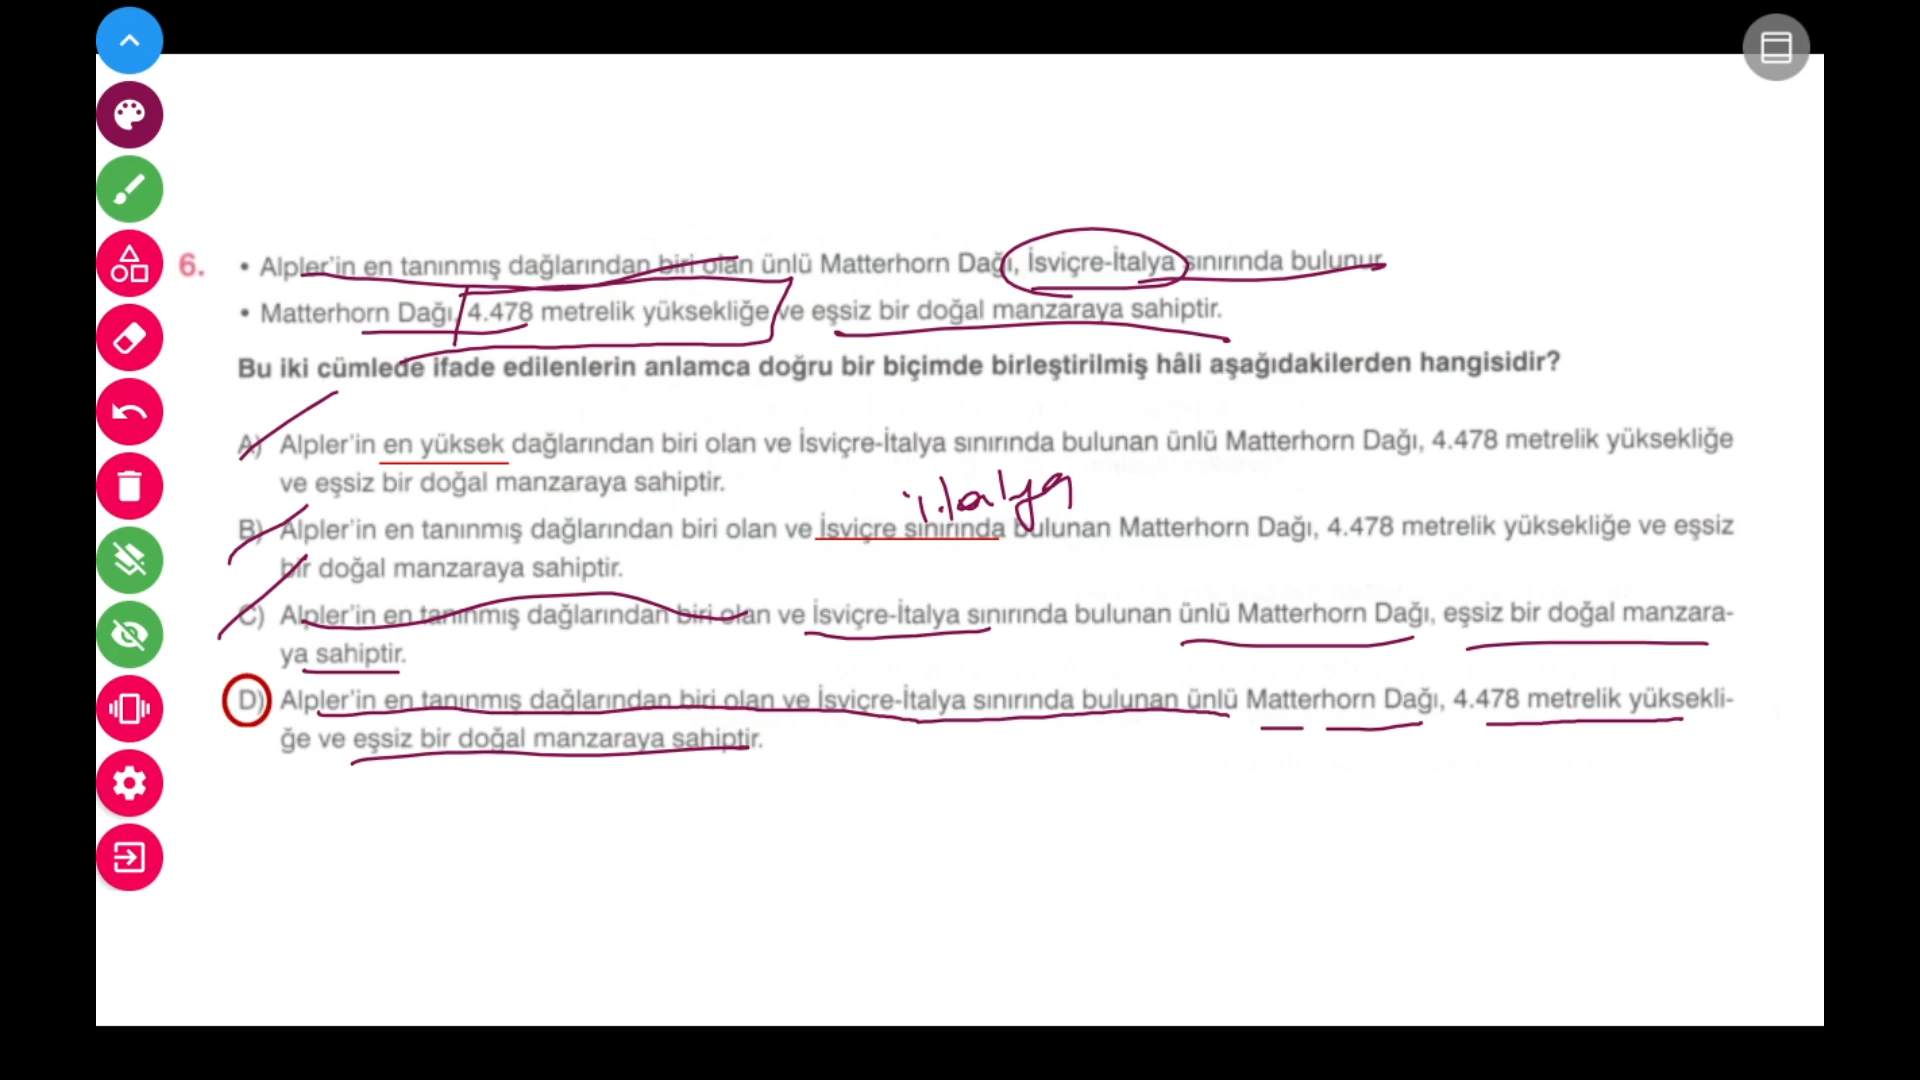 6. • Alpler'in en tanınmış dağlarından biri olan ünlü Matterhorn Dağı, İsviçre-İtalya sınırında bulunur.
• Matterhorn Dağı, 4.478 metrelik yüksekliğe ve eşsiz bir doğal manzaraya sahiptir.
Bu iki cümlede ifade edilenlerin anlamca doğru bir biçimde birleştirilmiş hâli aşağıdakilerden hangisidir?
A) Alpler'in en yüksek dağlarından biri olan ve İsviçre-İtalya sınırında bulunan ünlü Matterhorn Dağı, 4.478 metrelik yüksekliğe
ve eşsiz bir doğal manzaraya sahiptir.
italya
B) Alpler'in en tanınmış dağlarından biri olan ve İsviçre sınırında bulunan Matterhorn Dağı, 4.478 metrelik yüksekliğe ve eşsiz
bir doğal manzaraya sahiptir.
C) Alpler'in en tanınmış dağlarından biri olan ve İsviçre-İtalya sınırında bulunan ünlü Matterhorn Dağı, eşsiz bir doğal manzara-
ya sahiptir.
D) Alpler'in en tanınmış dağlarından biri olan ve İsviçre-İtalya sınırında bulunan ünlü Matterhorn Dağı, 4.478 metrelik yüksekli-
ğe ve eşsiz bir doğal manzaraya sahiptir.